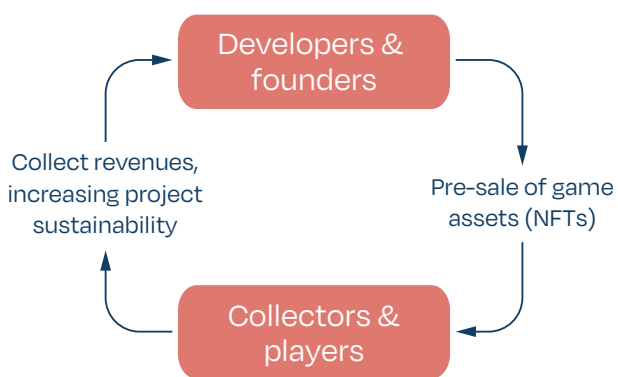 Developers &
founders
Collect revenues,
increasing project
sustainability
Pre-sale of game
assets (NFTs)
Collectors &
players